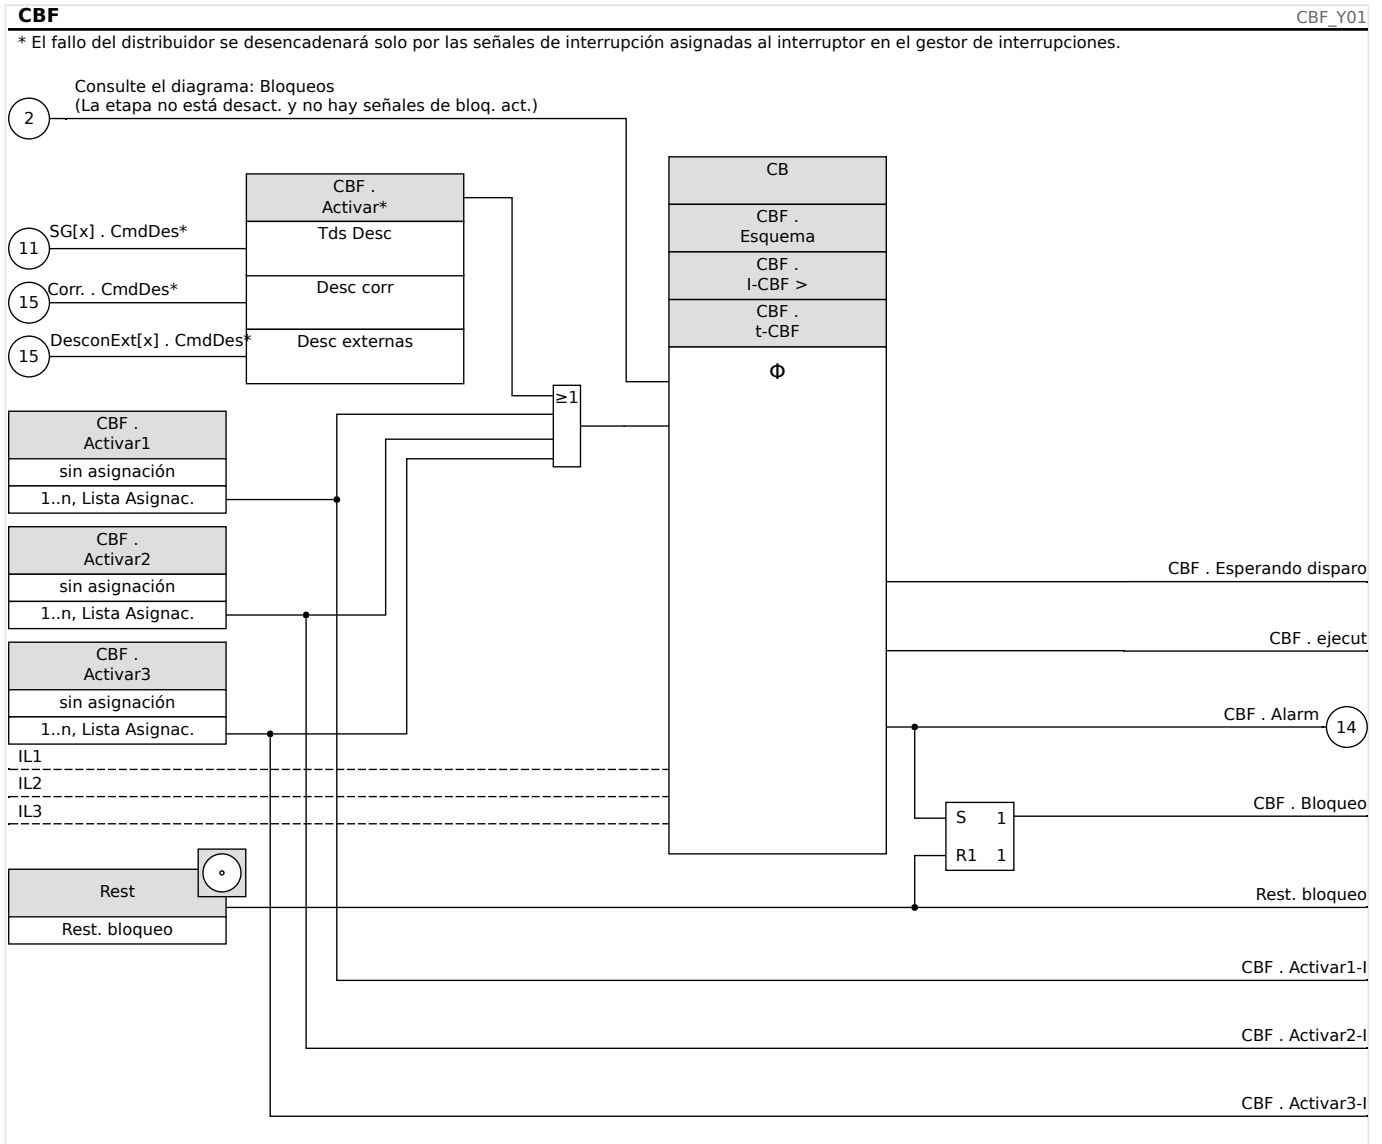 CBF
CBF_Y01
* El fallo del distribuidor se desencadenará solo por las señales de interrupción asignadas al interruptor en el gestor de interrupciones.
Consulte el diagrama: Bloqueos
(La etapa no está desact. y no hay señales de bloq. act.)
2
CBF .
Activar*
Tds Desc
Desc corr
Desc externas
SG[x] . CmdDes*
11
Corr. . CmdDes*
15
DesconExt[x] . CmdDes*
15
CB
CBF .
Esquema
CBF .
I-CBF >
CBF .
t-CBF
Φ
≥1
CBF .
Activar1
sin asignación
1..n, Lista Asignac.
CBF .
Activar2
sin asignación
1..n, Lista Asignac.
CBF .
Activar3
sin asignación
1..n, Lista Asignac.
IL1
IL2
IL3
Rest
Rest. bloqueo
CBF . Esperando disparo
CBF . ejecut
CBF . Alarm
14
S 1
R1 1
CBF . Bloqueo
Rest. bloqueo
CBF . Activar1-I
CBF . Activar2-I
CBF . Activar3-I